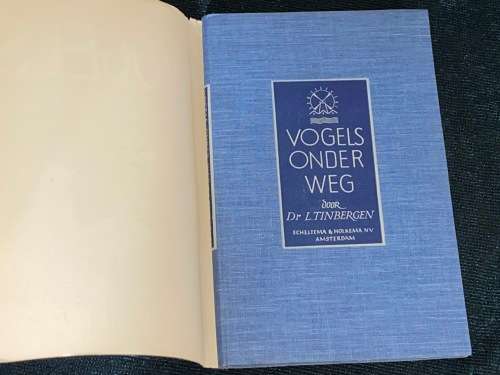 VOGELS
ONDER
WEG
door
Dr L. TINBERGEN
SCHELTEMA & HOLKEMA NV
AMSTERDAM